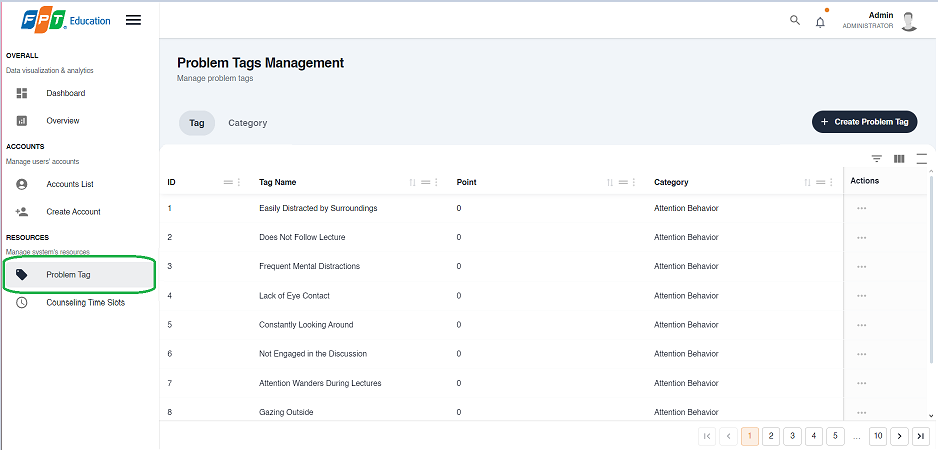 FPT Education
Admin
ADMINISTRATOR
OVERALL
Data visualization & analytics
Dashboard
Overview
ACCOUNTS
Manage users' accounts
Accounts List
Create Account
RESOURCES
Manage system's resources
Problem Tag
Counseling Time Slots
Problem Tags Management
Manage problem tags
Tag Category + Create Problem Tag
ID Tag Name Point Category Actions
1 Easily Distracted by Surroundings 0 Attention Behavior
2 Does Not Follow Lecture 0 Attention Behavior
3 Frequent Mental Distractions 0 Attention Behavior
4 Lack of Eye Contact 0 Attention Behavior
5 Constantly Looking Around 0 Attention Behavior
6 Not Engaged in the Discussion 0 Attention Behavior
7 Attention Wanders During Lectures 0 Attention Behavior
8 Gazing Outside 0 Attention Behavior
1 2 3 4 5 ... 10